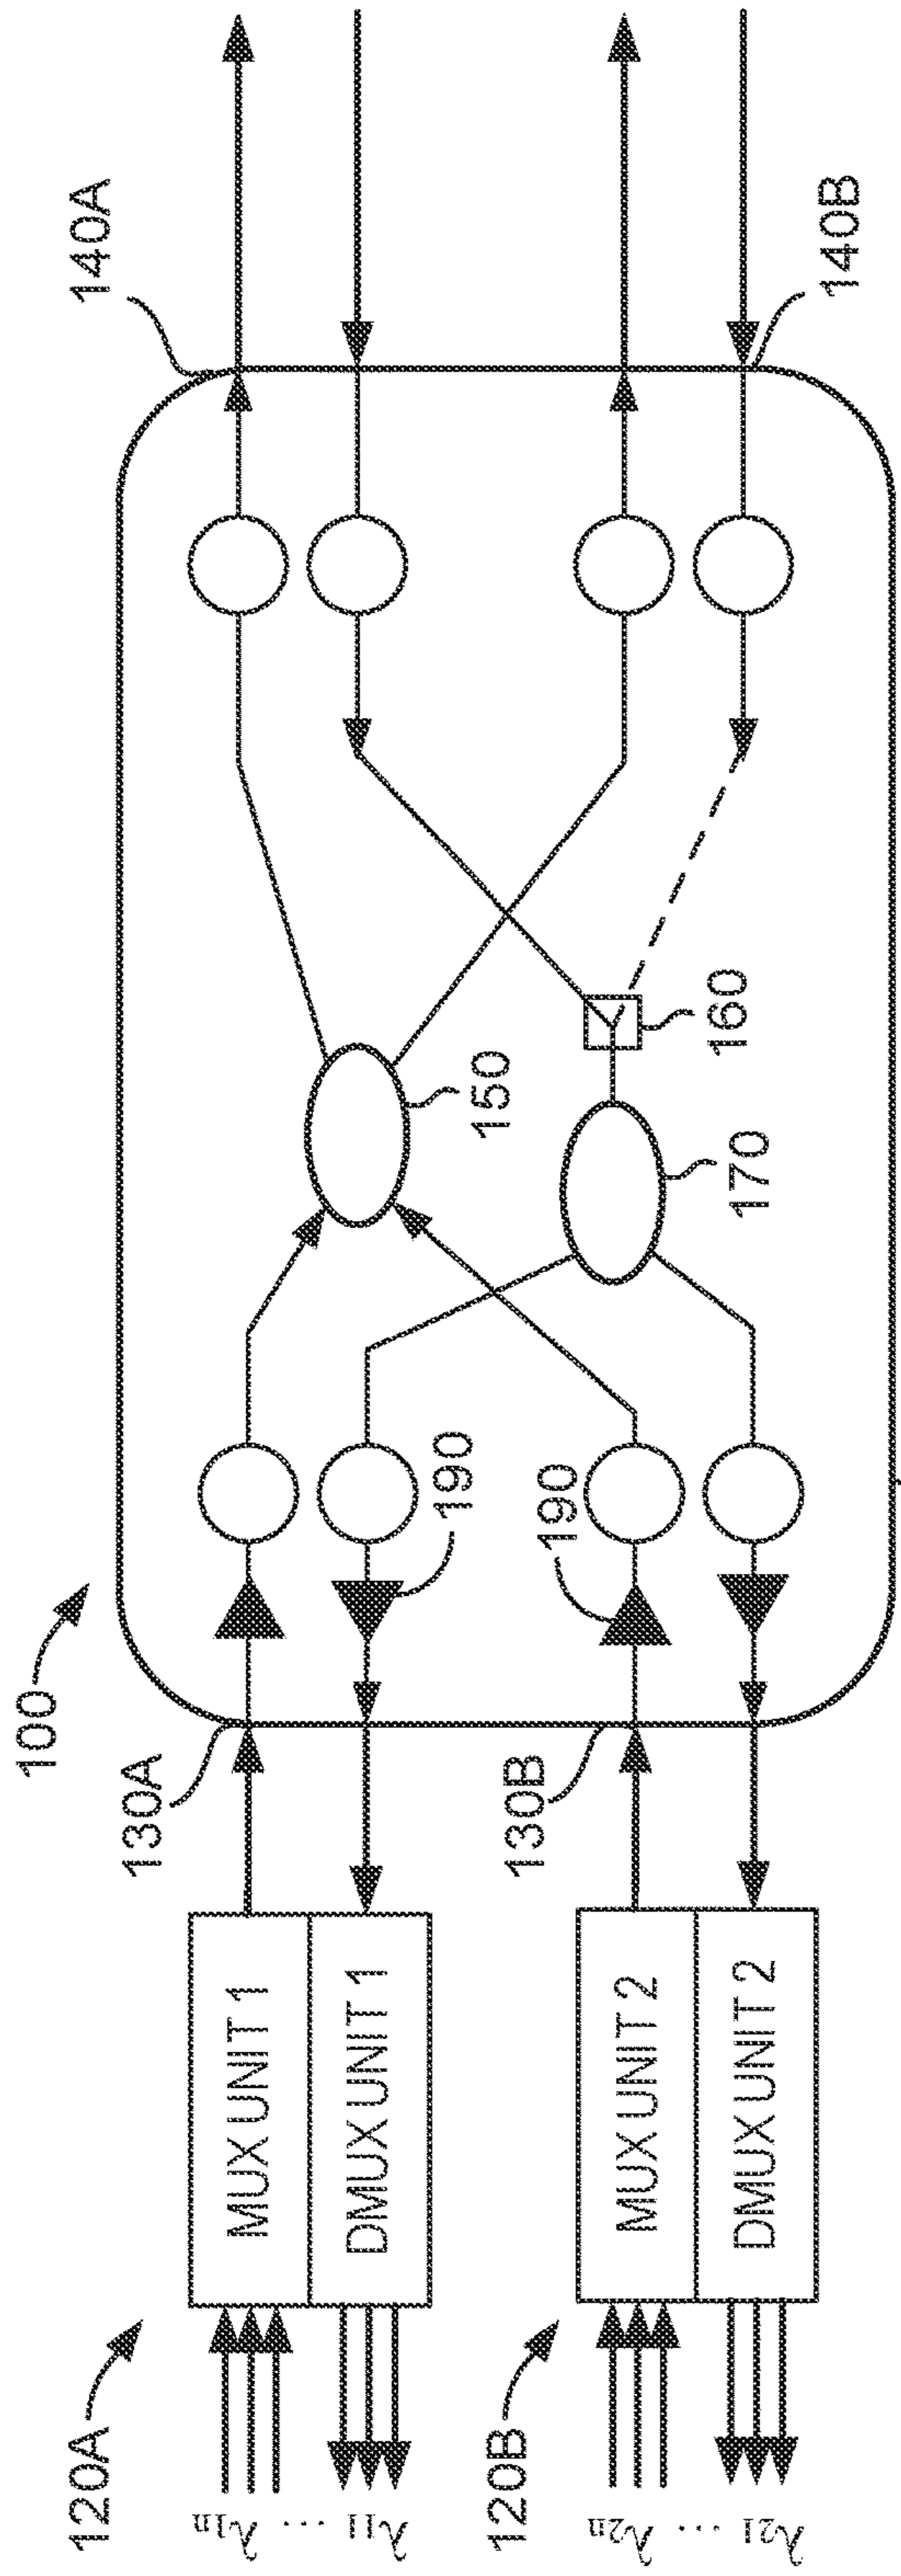 100
120A
λ1n ... λ11
MUX UNIT 1
DMUX UNIT 1
130A
190
140A
150
120B
λ2n ... λ21
MUX UNIT 2
DMUX UNIT 2
130B
190
170
160
140B